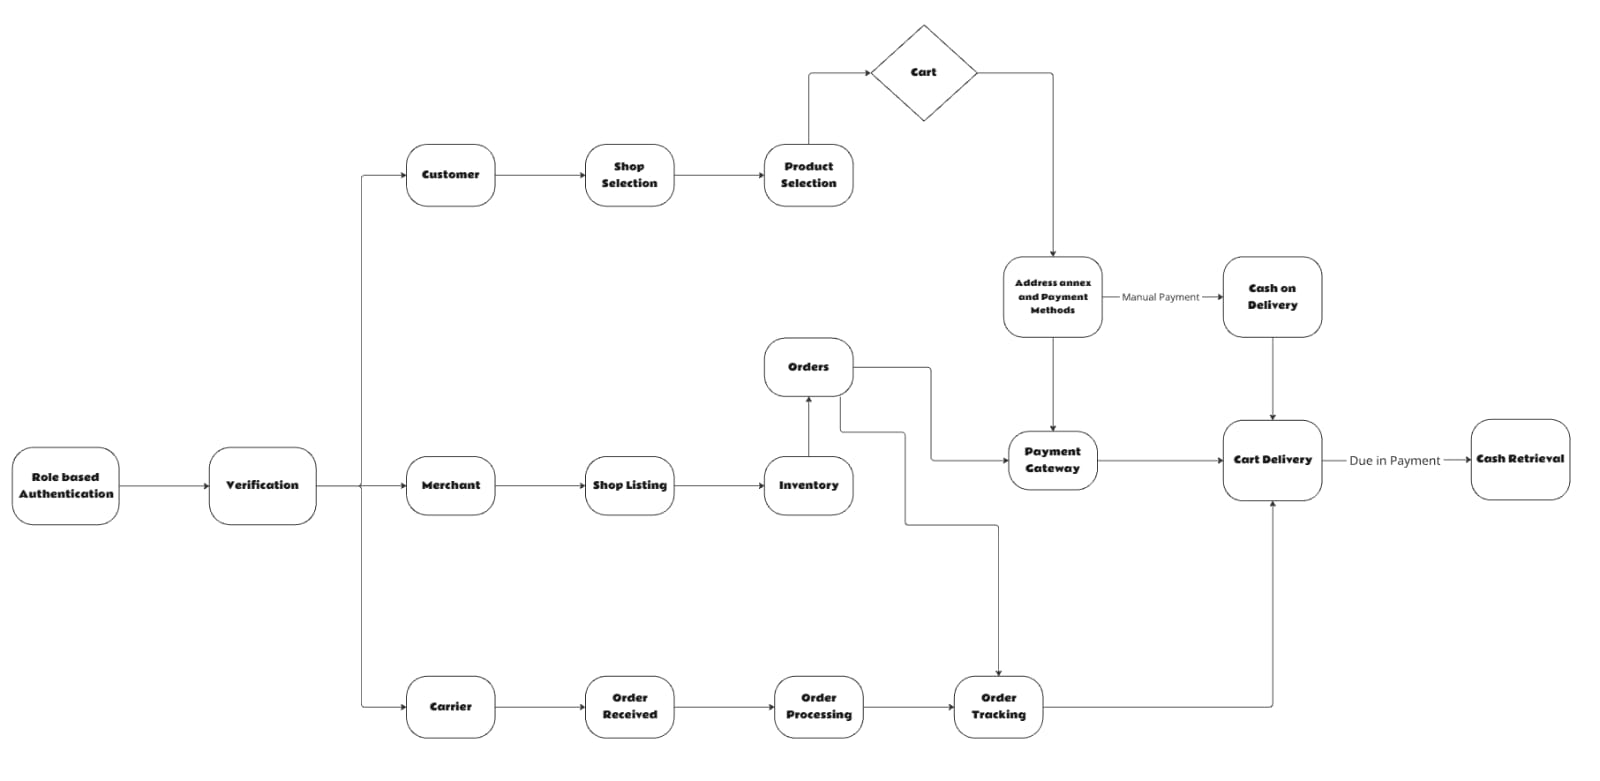 Cart
Customer
Shop
Selection
Product
Selection
Address annex
and Payment
Methods
Manual Payment
Cash on
Delivery
Orders
Role based
Authentication
Verification
Merchant
Shop Listing
Inventory
Payment
Gateway
Cart Delivery
Due in Payment
Cash Retrieval
Carrier
Order
Received
Order
Processing
Order
Tracking